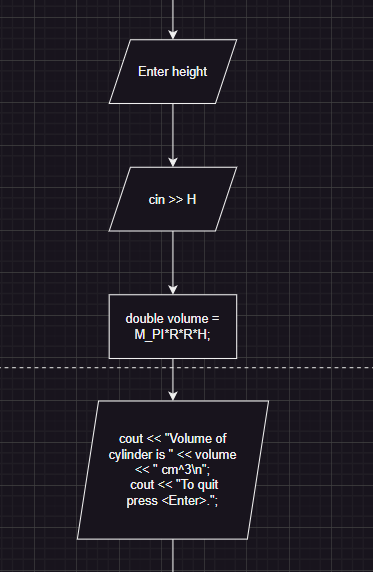 Enter height
cin >> H
double volume =
M_PI*R*R*H;
cout << "Volume of
cylinder is " << volume
<< " cm^3\n";
cout << "To quit
press <Enter>.";